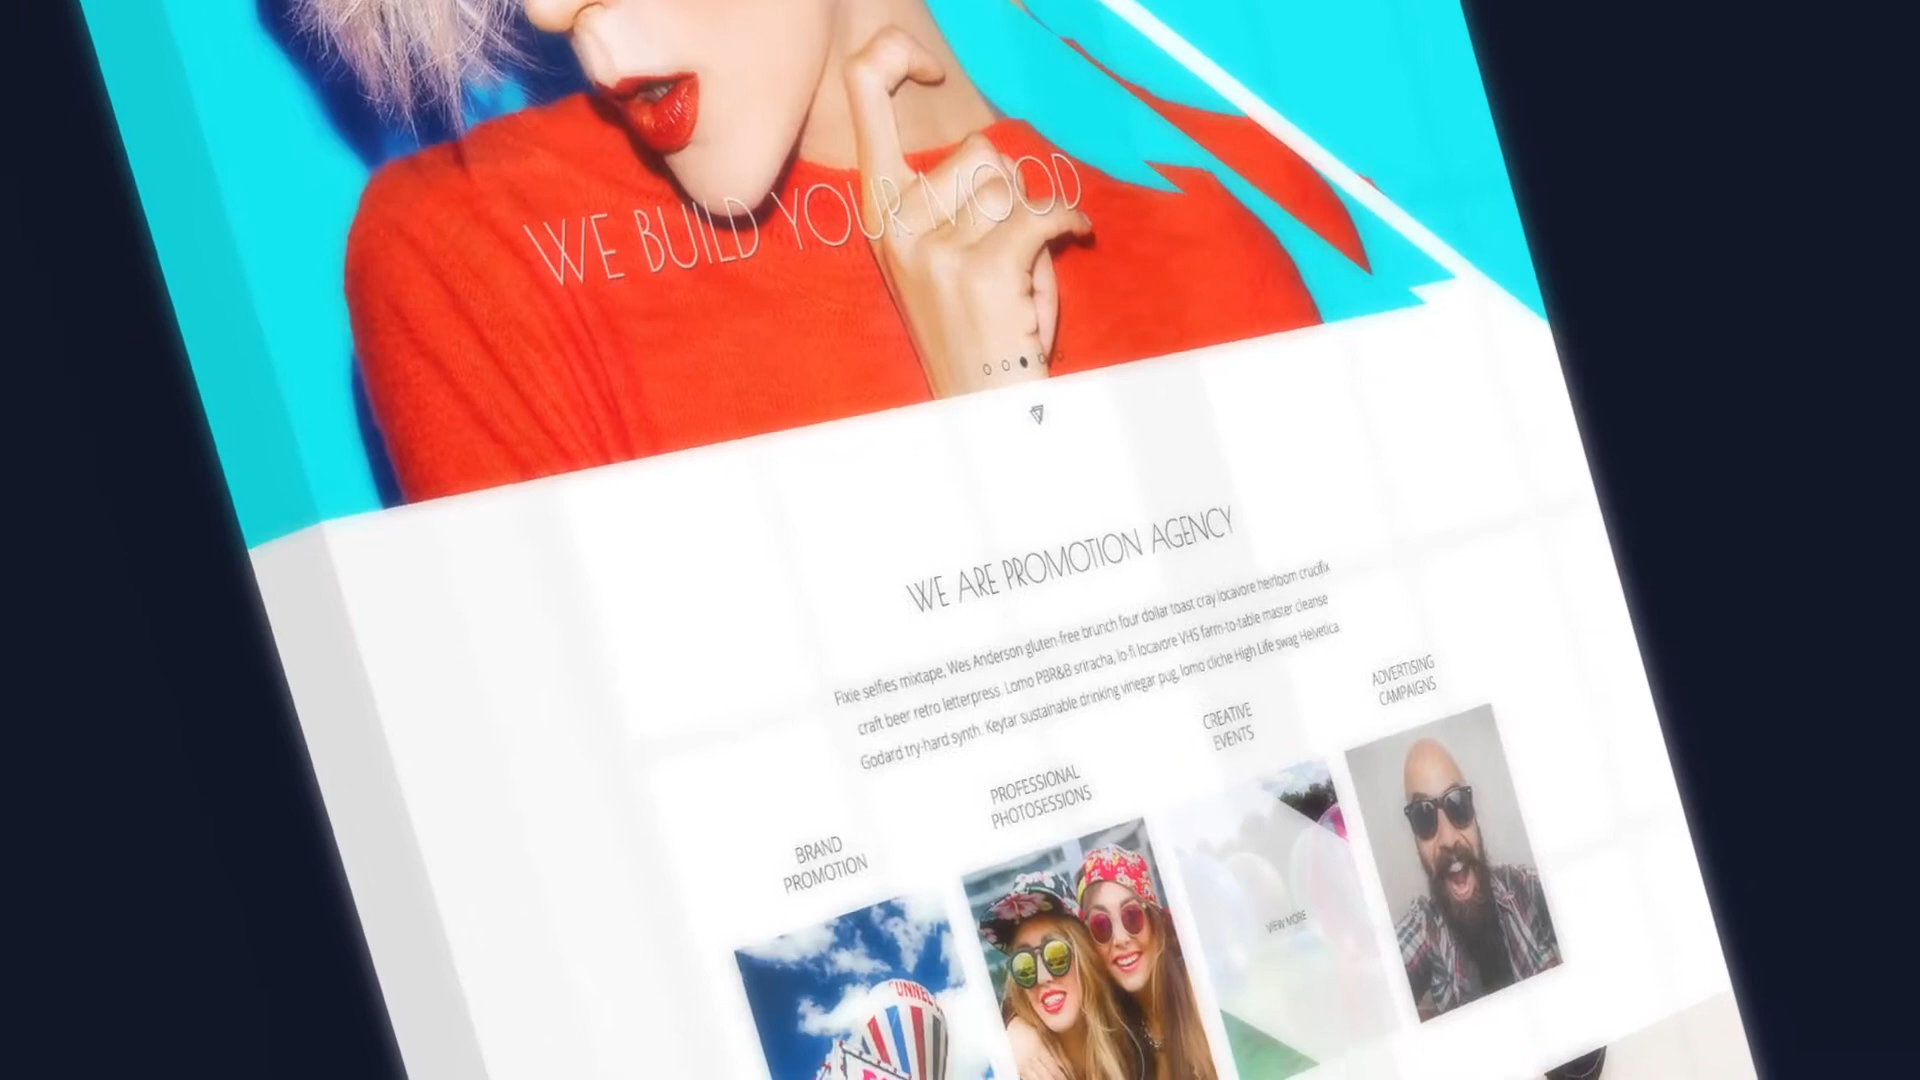 WE BUILD YOUR MOOD
WE ARE PROMOTION AGENCY
Fixie selfies mixtape, Wes Anderson gluten-free brunch four dollar toast cray locavore heirloom crucifix
craft beer retro letterpress. Lomo PBR&B sriracha, lo-fi locavore VHS farm-to-table master cleanse
Godard try-hard synth. Keytar sustainable drinking vinegar pug, lomo cliche High Life swag Helvetica.
BRAND
PROMOTION
PROFESSIONAL
PHOTOSESSIONS
CREATIVE
EVENTS
ADVERTISING
CAMPAIGNS
VIEW MORE